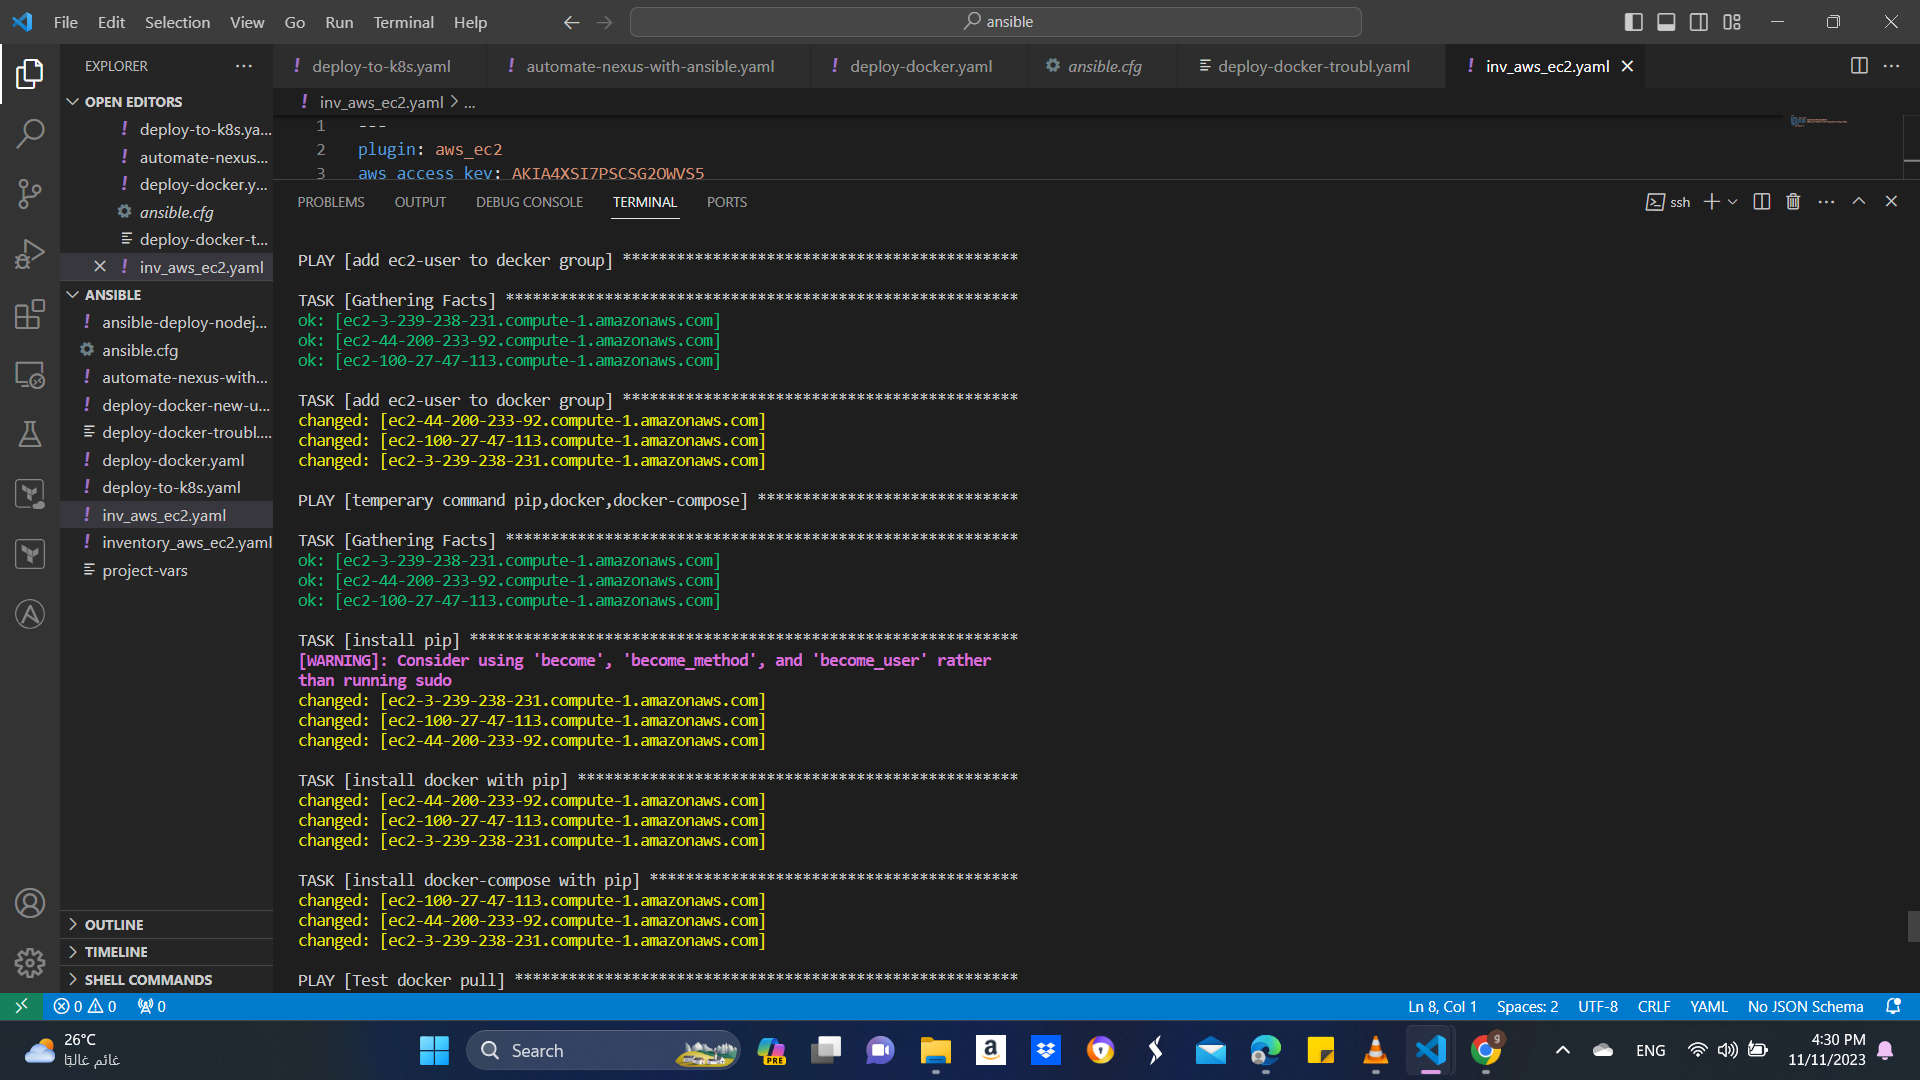 File Edit Selection View Go Run Terminal Help
ansible
EXPLORER
OPEN EDITORS
deploy-to-k8s.ya...
automate-nexus...
deploy-docker.y...
ansible.cfg
deploy-docker-t...
inv_aws_ec2.yaml
ANSIBLE
ansible-deploy-nodej...
ansible.cfg
automate-nexus-with...
deploy-docker-new-u...
deploy-docker-troubl....
deploy-docker.yaml
deploy-to-k8s.yaml
inv_aws_ec2.yaml
inventory_aws_ec2.yaml
project-vars
OUTLINE
TIMELINE
SHELL COMMANDS
deploy-to-k8s.yaml automate-nexus-with-ansible.yaml deploy-docker.yaml ansible.cfg deploy-docker-troubl.yaml inv_aws_ec2.yaml
inv_aws_ec2.yaml > ...
1 ---
2 plugin: aws_ec2
3 aws_access_key: AKIA4XSI7PSCSG2OWVS5
PROBLEMS OUTPUT DEBUG CONSOLE TERMINAL PORTS
ssh
PLAY [add ec2-user to decker group] ********************************************
TASK [Gathering Facts] *********************************************************
ok: [ec2-3-239-238-231.compute-1.amazonaws.com]
ok: [ec2-44-200-233-92.compute-1.amazonaws.com]
ok: [ec2-100-27-47-113.compute-1.amazonaws.com]
TASK [add ec2-user to docker group] ********************************************
changed: [ec2-44-200-233-92.compute-1.amazonaws.com]
changed: [ec2-100-27-47-113.compute-1.amazonaws.com]
changed: [ec2-3-239-238-231.compute-1.amazonaws.com]
PLAY [temperary command pip,docker,docker-compose] *****************************
TASK [Gathering Facts] *********************************************************
ok: [ec2-3-239-238-231.compute-1.amazonaws.com]
ok: [ec2-44-200-233-92.compute-1.amazonaws.com]
ok: [ec2-100-27-47-113.compute-1.amazonaws.com]
TASK [install pip] *************************************************************
[WARNING]: Consider using 'become', 'become_method', and 'become_user' rather
than running sudo
changed: [ec2-3-239-238-231.compute-1.amazonaws.com]
changed: [ec2-100-27-47-113.compute-1.amazonaws.com]
changed: [ec2-44-200-233-92.compute-1.amazonaws.com]
TASK [install docker with pip] *************************************************
changed: [ec2-44-200-233-92.compute-1.amazonaws.com]
changed: [ec2-100-27-47-113.compute-1.amazonaws.com]
changed: [ec2-3-239-238-231.compute-1.amazonaws.com]
TASK [install docker-compose with pip] *****************************************
changed: [ec2-100-27-47-113.compute-1.amazonaws.com]
changed: [ec2-44-200-233-92.compute-1.amazonaws.com]
changed: [ec2-3-239-238-231.compute-1.amazonaws.com]
PLAY [Test docker pull] ********************************************************
0 0 0 Ln 8, Col 1 Spaces: 2 UTF-8 CRLF YAML No JSON Schema
26°C
غائم غالبًا
Search
PRE
ENG
4:30 PM
11/11/2023